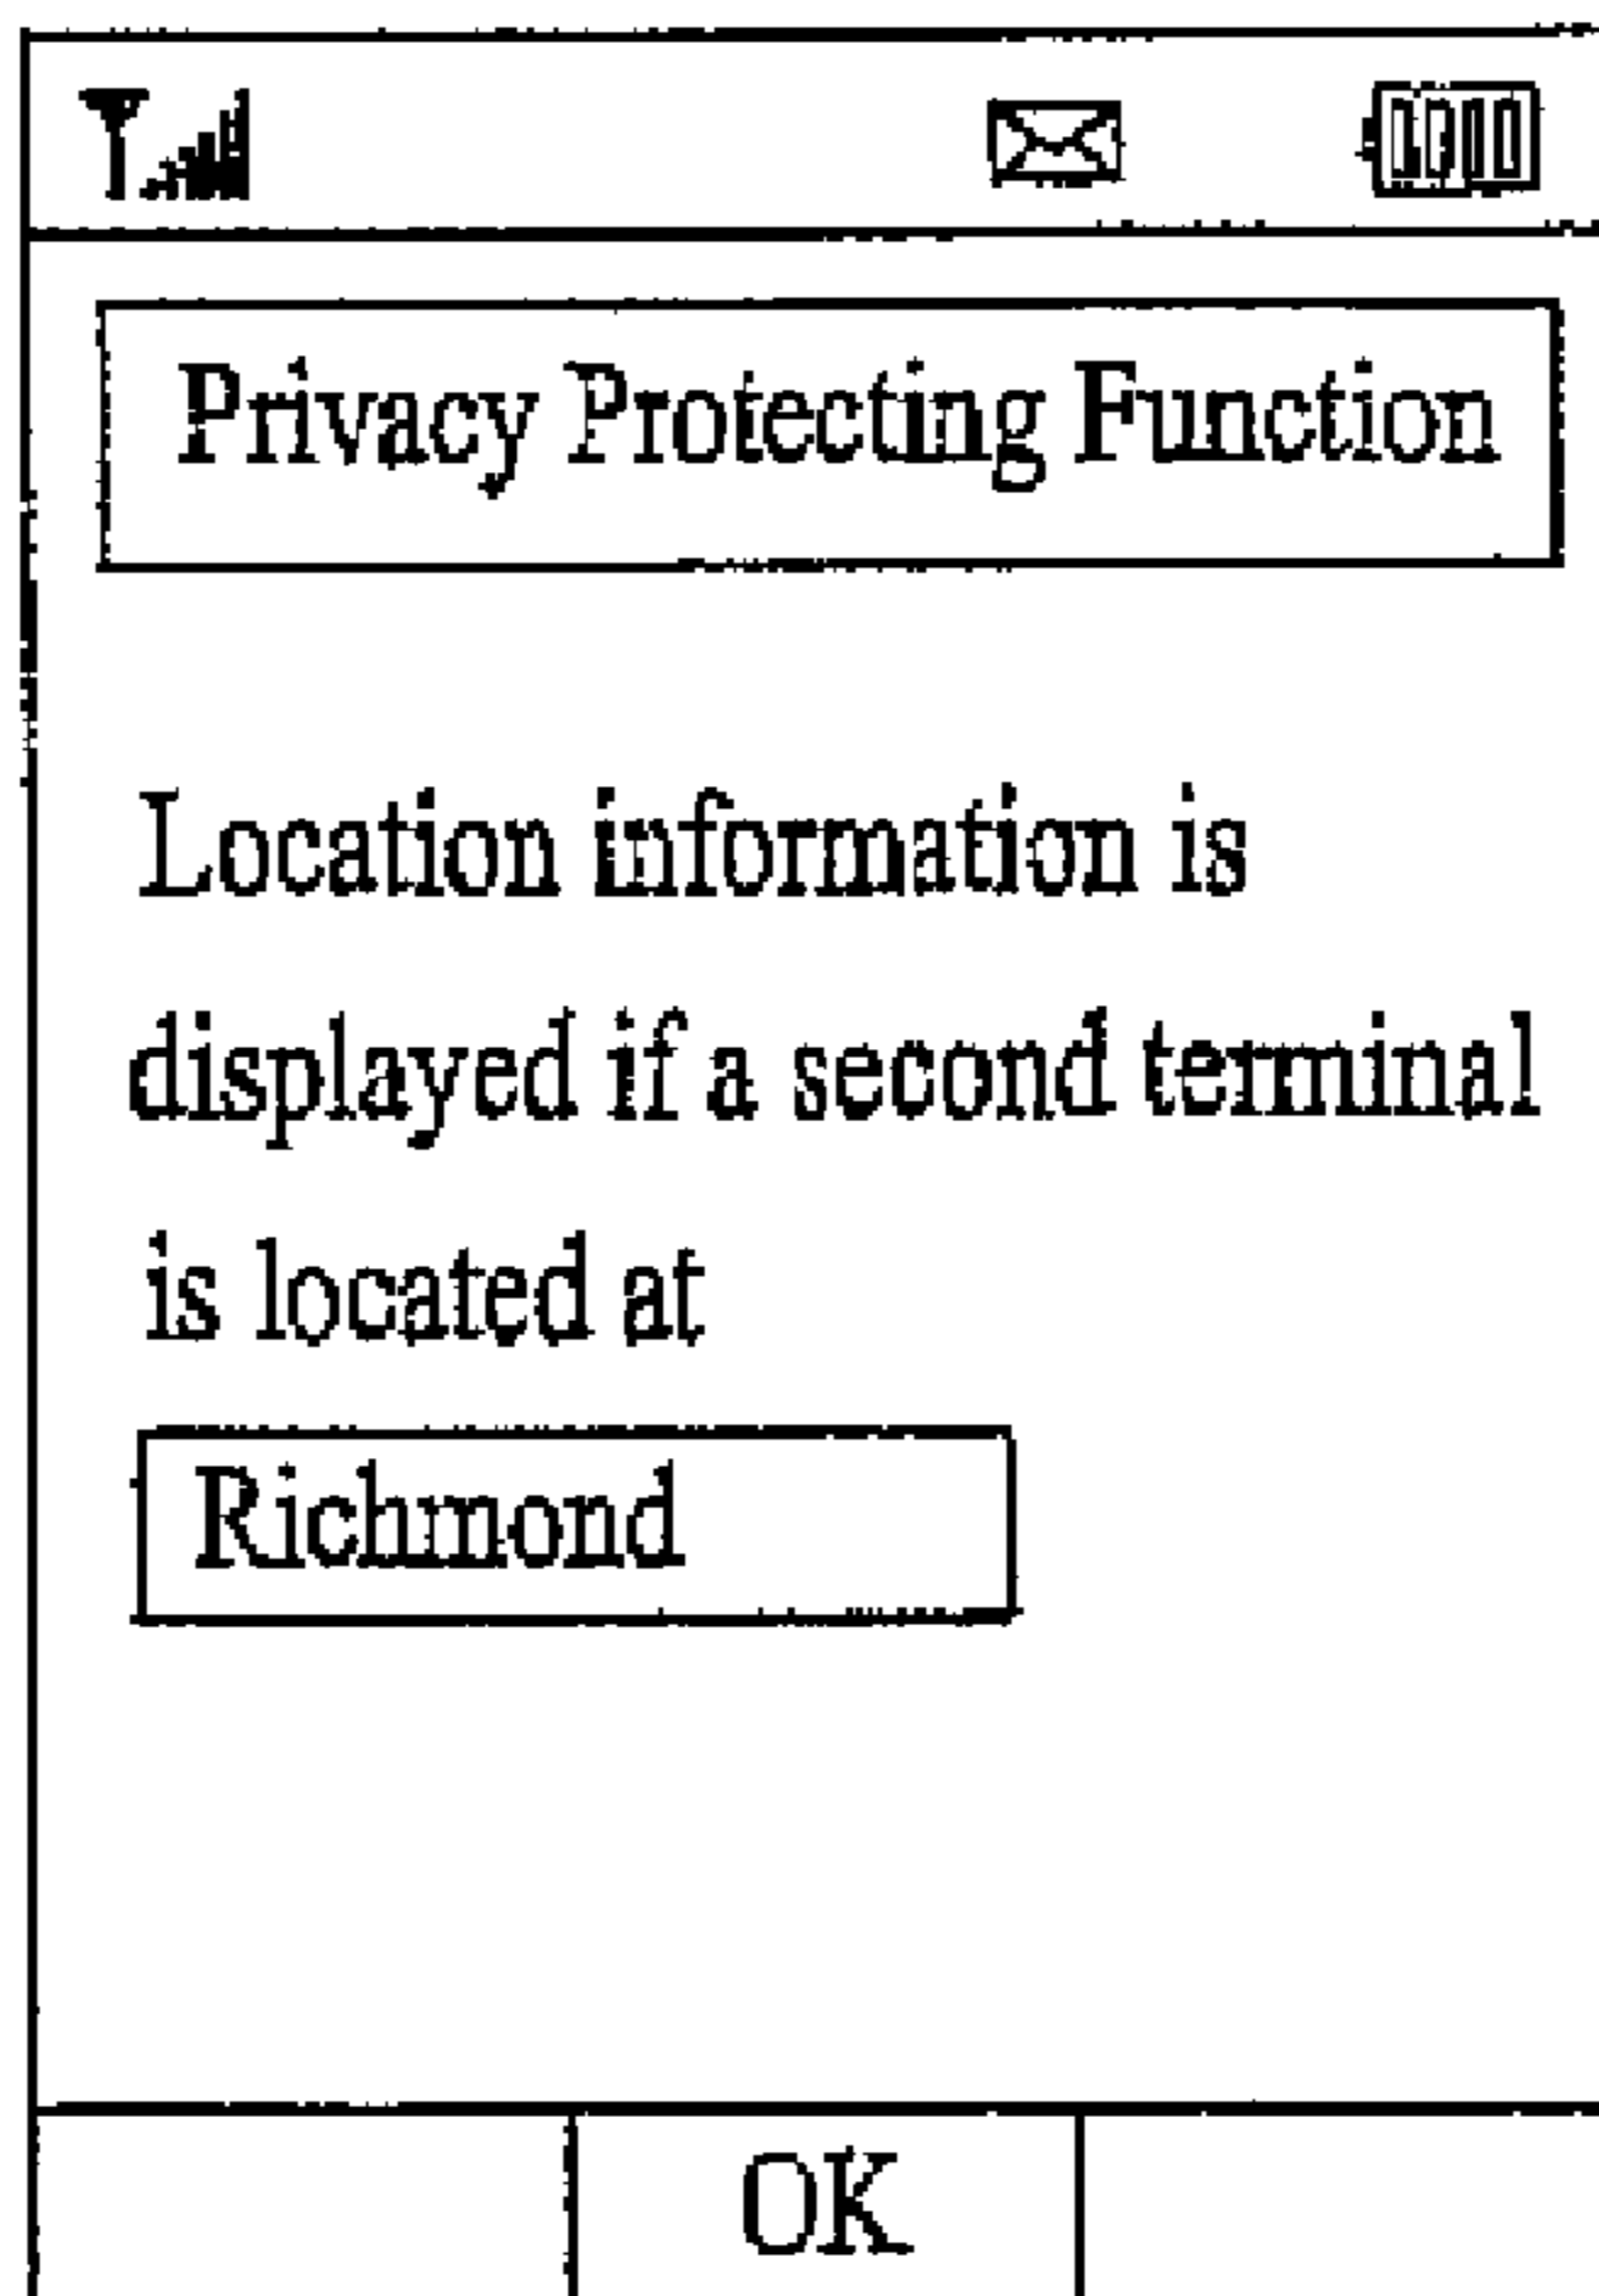 Privacy Protecting Function
Location information is
displayed if a second terminal
is located at
Richmond
OK